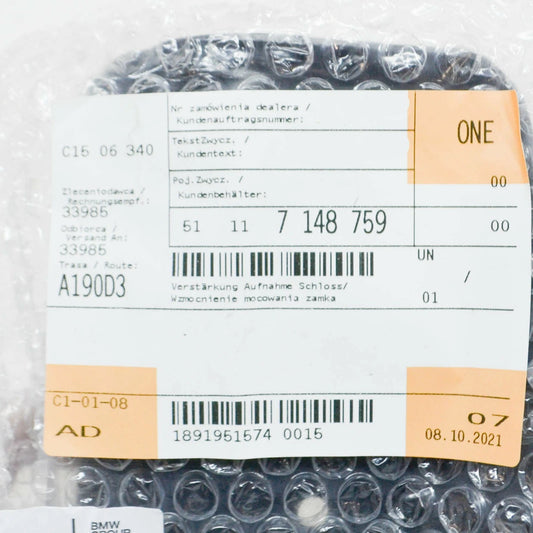 Nr zamówienia dealera /
Kundenauftragsnummer:
ONE
C15 06 340
TekstZwycz. /
Kundentext:
Poj.Zwycz. /
Kundenbehälter:
00
Zleceniodawca /
Rechnungsempf.:
33985
51 11 7 148 759
00
Odbiorca /
Versand An:
33985
UN
/
01
Trasa / Route:
A190D3
Verstärkung Aufnahme Schloss/
Wzmocnienie mocowania zamka
C1-01-08
AD
1891951574 0015
07
08.10.2021
BMW
GROUP